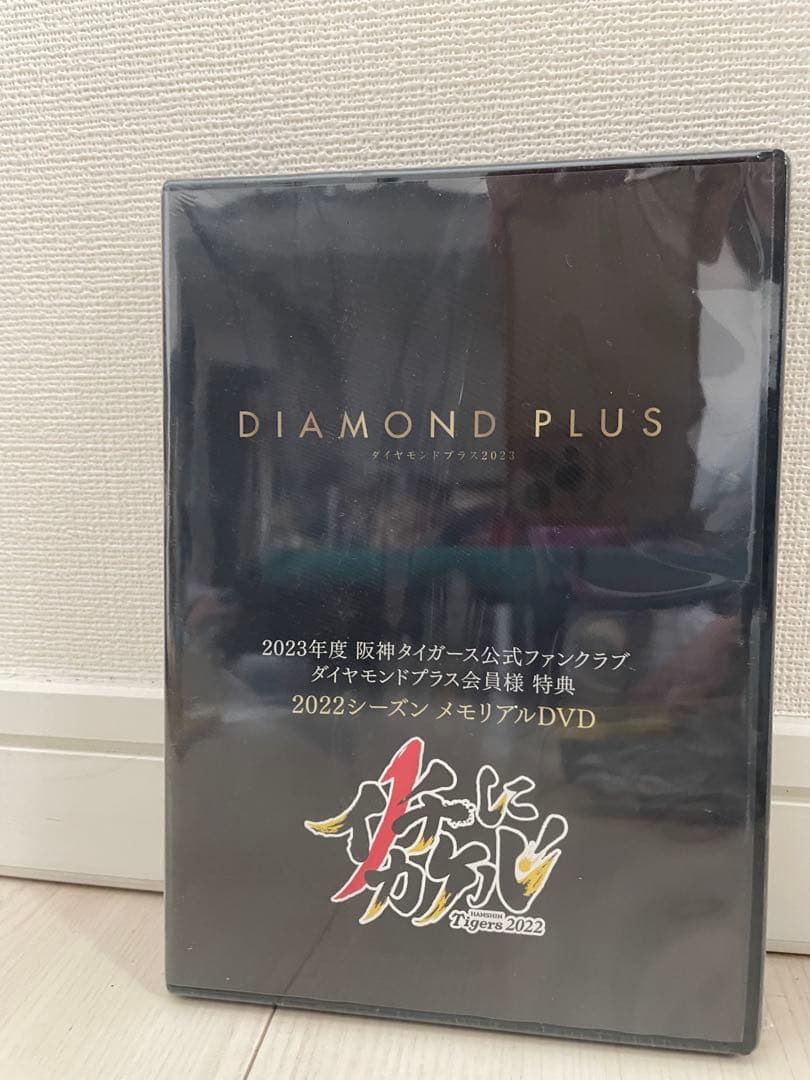 DIAMOND PLUS
ダイヤモンドプラス2023
2023年度 阪神タイガース公式ファンクラブ
ダイヤモンドプラス会員様 特典
2022シーズン メモリアルDVD
イチにカケル
HANSHIN
Tigers 2022